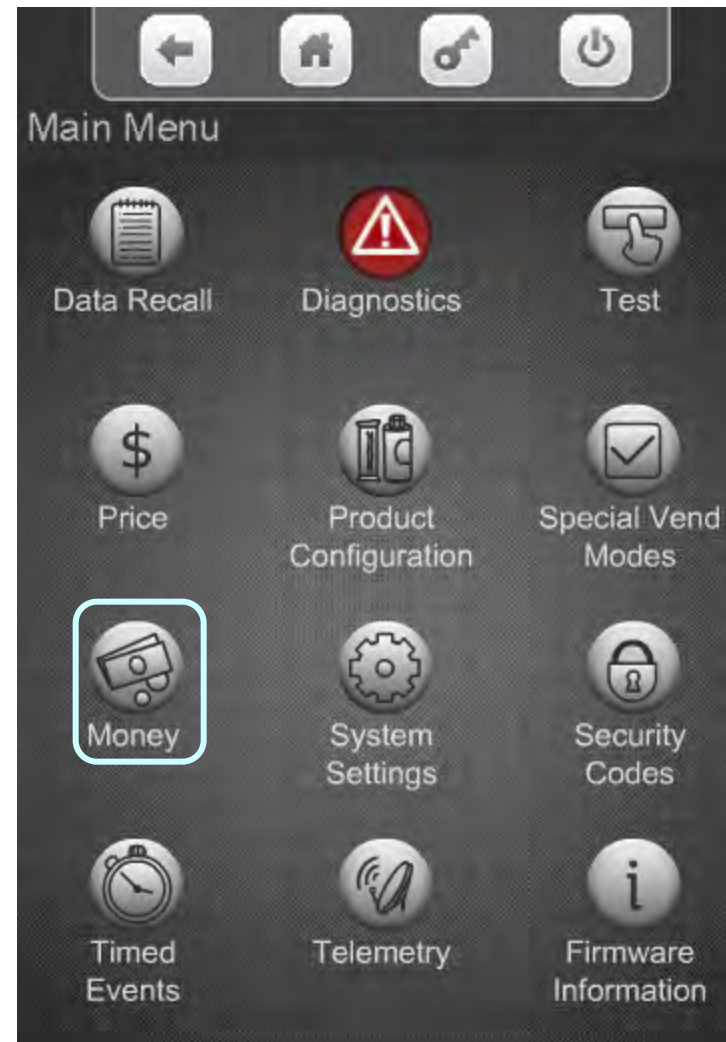 Main Menu
Data Recall
Diagnostics
Test
$
Price
Product
Configuration
Special Vend
Modes
Money
System
Settings
Security
Codes
Timed
Events
Telemetry
i
Firmware
Information